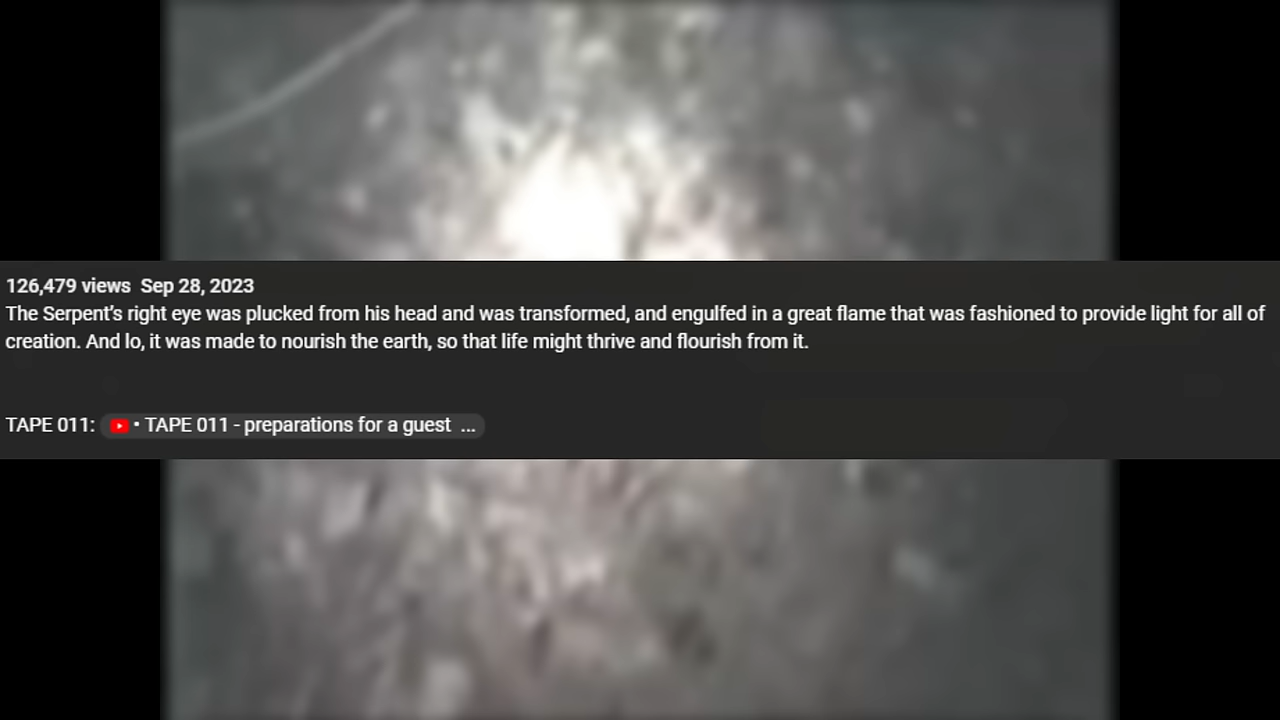 126,479 views  Sep 28, 2023
The Serpent's right eye was plucked from his head and was transformed, and engulfed in a great flame that was fashioned to provide light for all of
creation. And lo, it was made to nourish the earth, so that life might thrive and flourish from it.
TAPE 011: • TAPE 011 - preparations for a guest ...